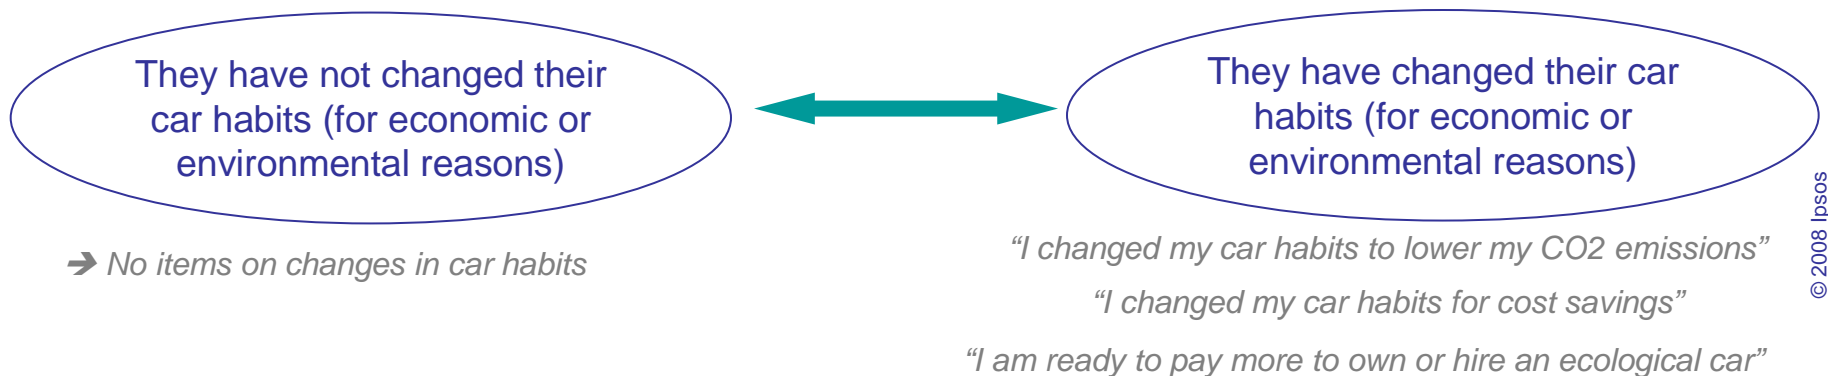 They have not changed their
car habits (for economic or
environmental reasons)
They have changed their car
habits (for economic or
environmental reasons)
➔ No items on changes in car habits
“I changed my car habits to lower my CO2 emissions”
“I changed my car habits for cost savings”
“I am ready to pay more to own or hire an ecological car”
© 2008 Ipsos